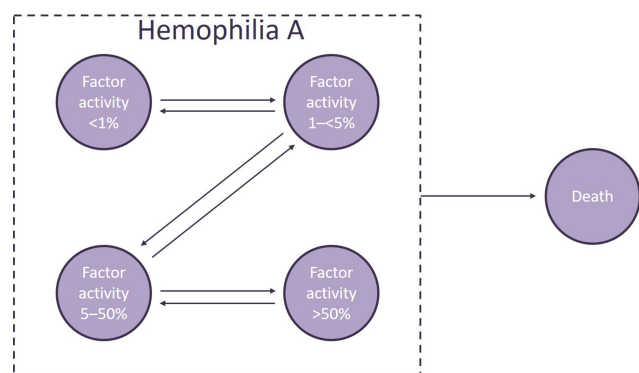 Hemophilia A
Factor
activity
<1%
Factor
activity
1–<5%
Death
Factor
activity
5–50%
Factor
activity
>50%